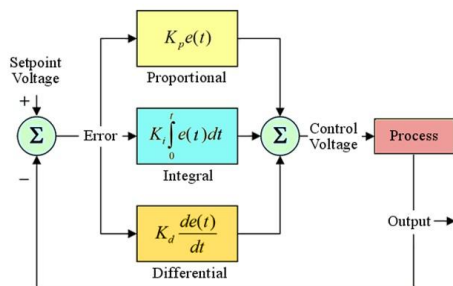 K_p e(t)
Proportional
Setpoint
Voltage
+
Σ
−
Error
K_i ∫_0^t e(t)dt
Integral
Σ
Control
Voltage
Process
Output
K_d de(t)/dt
Differential